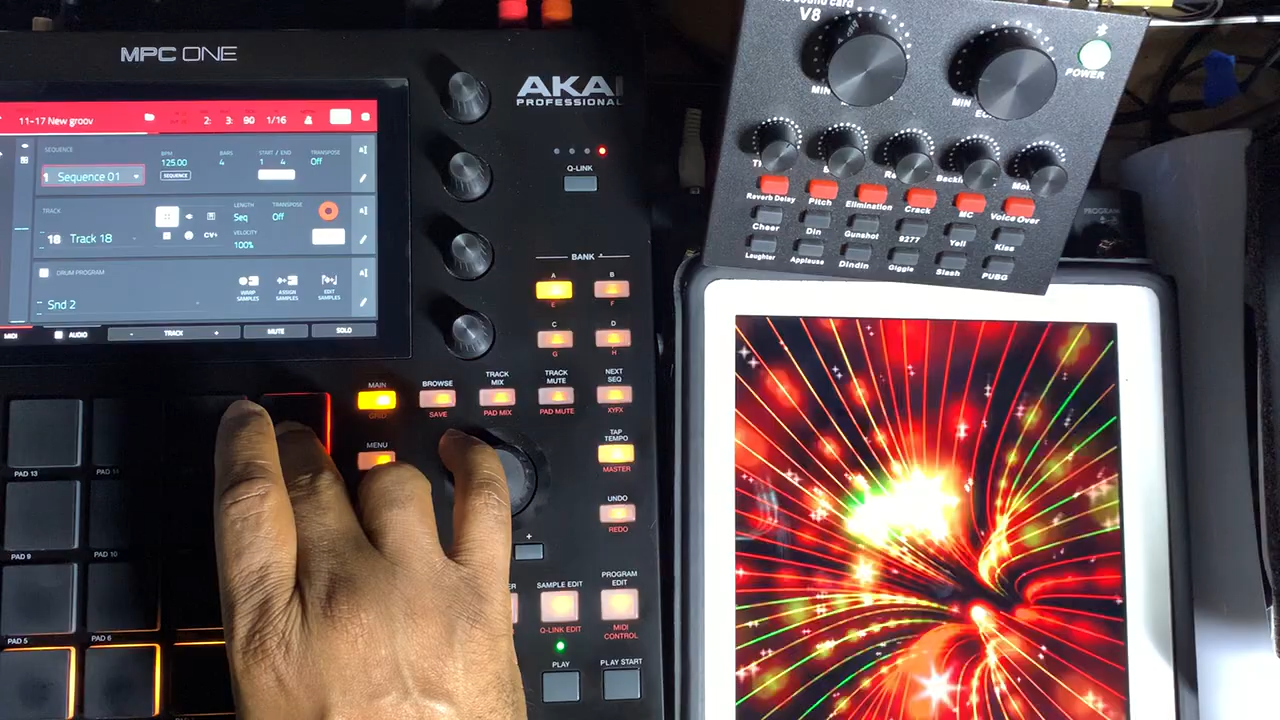 MPC ONE
AKAI
PROFESSIONAL
11-17 New groov
2: 3: 90 1/16
SEQUENCE
1 Sequence 01
BPM
125.00
SEQUENCE
BARS
4
START / END
1 4
TRANSPOSE
Off
TRACK
18 Track 18
CV+
LENGTH
Seq
VELOCITY
100%
TRANSPOSE
Off
DRUM PROGRAM
Snd 2
WARP SAMPLES
ASSIGN SAMPLES
EDIT SAMPLES
MIDI
AUDIO
- TRACK +
MUTE
SOLO
Q-LINK
BANK
A
E
B
F
C
G
D
H
MAIN
BROWSE
SAVE
TRACK MIX
PAD MIX
TRACK MUTE
PAD MUTE
NEXT SEQ
XYFX
MENU
TAP TEMPO
MASTER
UNDO
REDO
+
SAMPLE EDIT
Q-LINK EDIT
PROGRAM EDIT
MIDI CONTROL
PLAY
PLAY START
PAD 13
PAD 9
PAD 10
PAD 5
PAD 6
sound card
V8
POWER
MIN
MIN
Reverb Delay
Pitch
Elimination
Crack
MC
Voice Over
Cheer
Din
Gunshot
9277
Yell
Kiss
Laughter
Applause
Dindin
Giggle
Slash
PUBG
PROGRAM